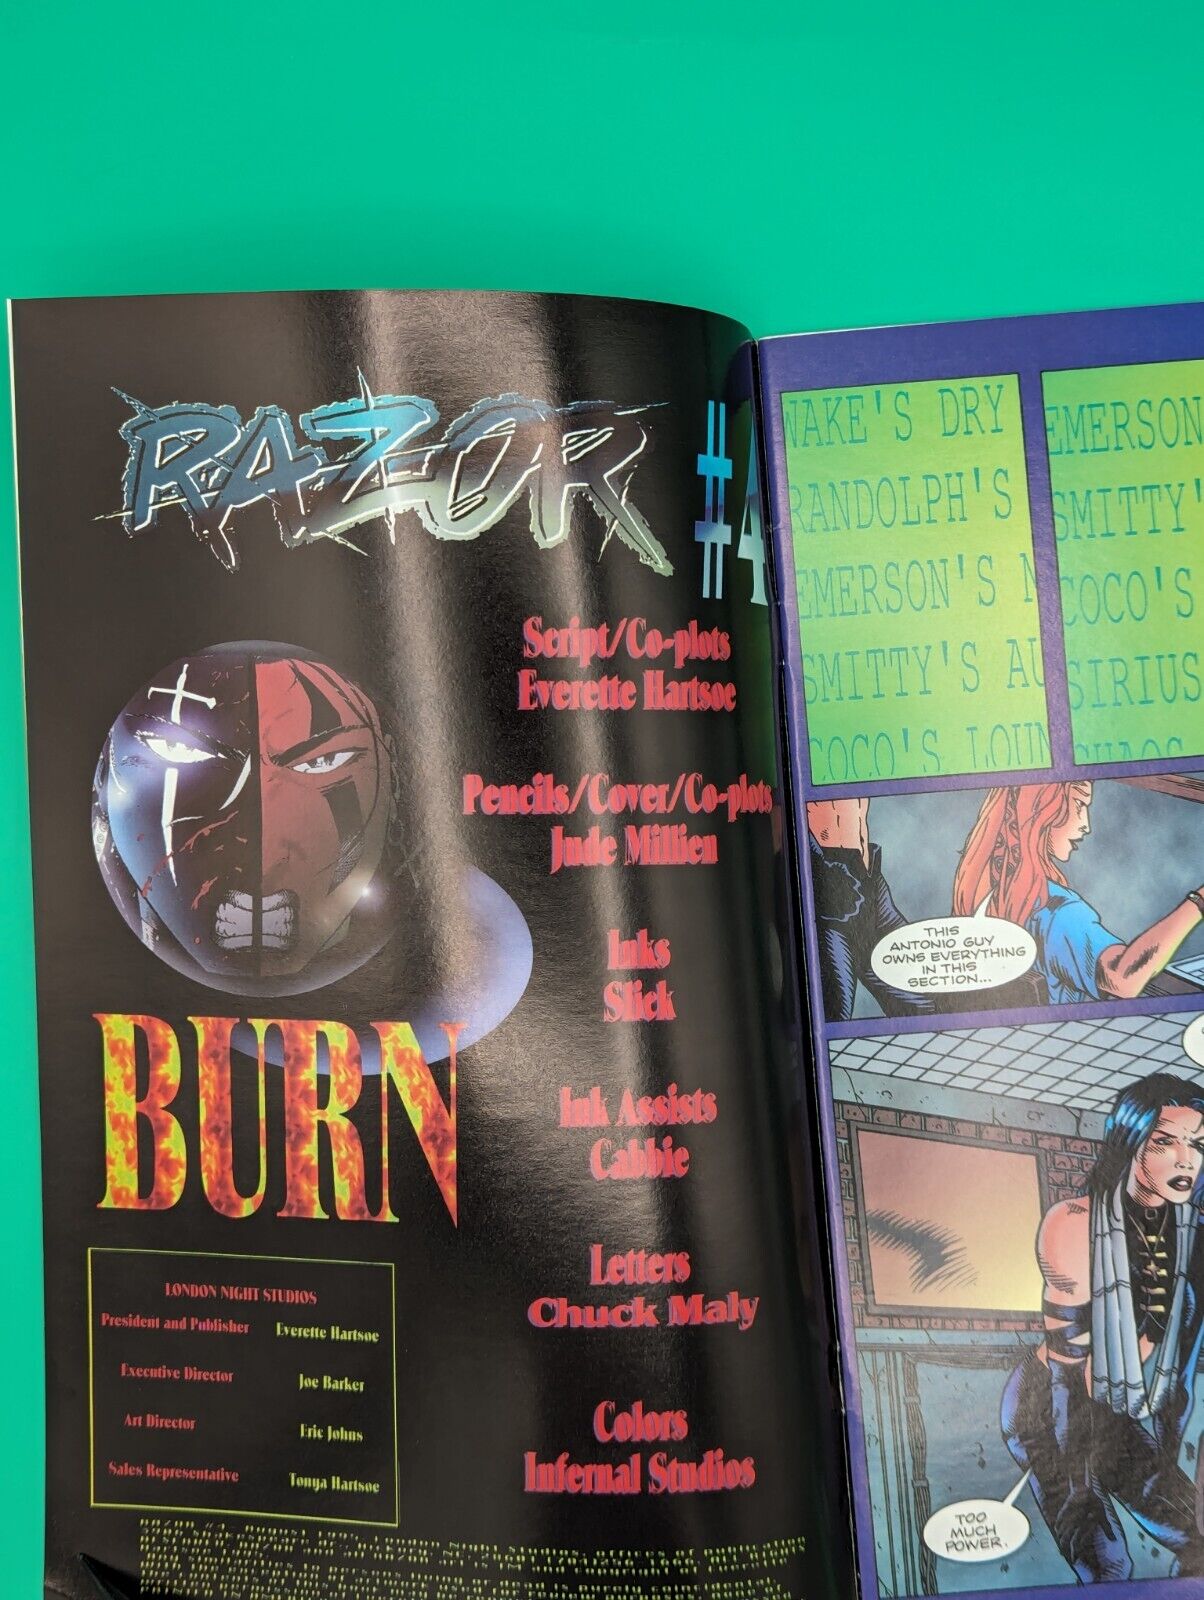 RAZOR #4
Script/Co-plots
Everette Hartsoe
Pencils/Cover/Co-plots
Jude Millien
Inks
Slick
Ink Assists
Gabbie
Letters
Chuck Maly
Colors
Infernal Studios
BURN
LONDON NIGHT STUDIOS
President and Publisher Everette Hartsoe
Executive Director Joe Barker
Art Director Eric Johns
Sales Representative Tonya Hartsoe
DRY
RANDOLPH'S
EMERSON'S
SMITTY'S
COCO'S
EMERSON
SMITTY'
COCO'S
SIRIUS
CHAOS
THIS
ANTONIO GUY
OWNS EVERYTHING
IN THIS
SECTION...
TOO
MUCH
POWER.